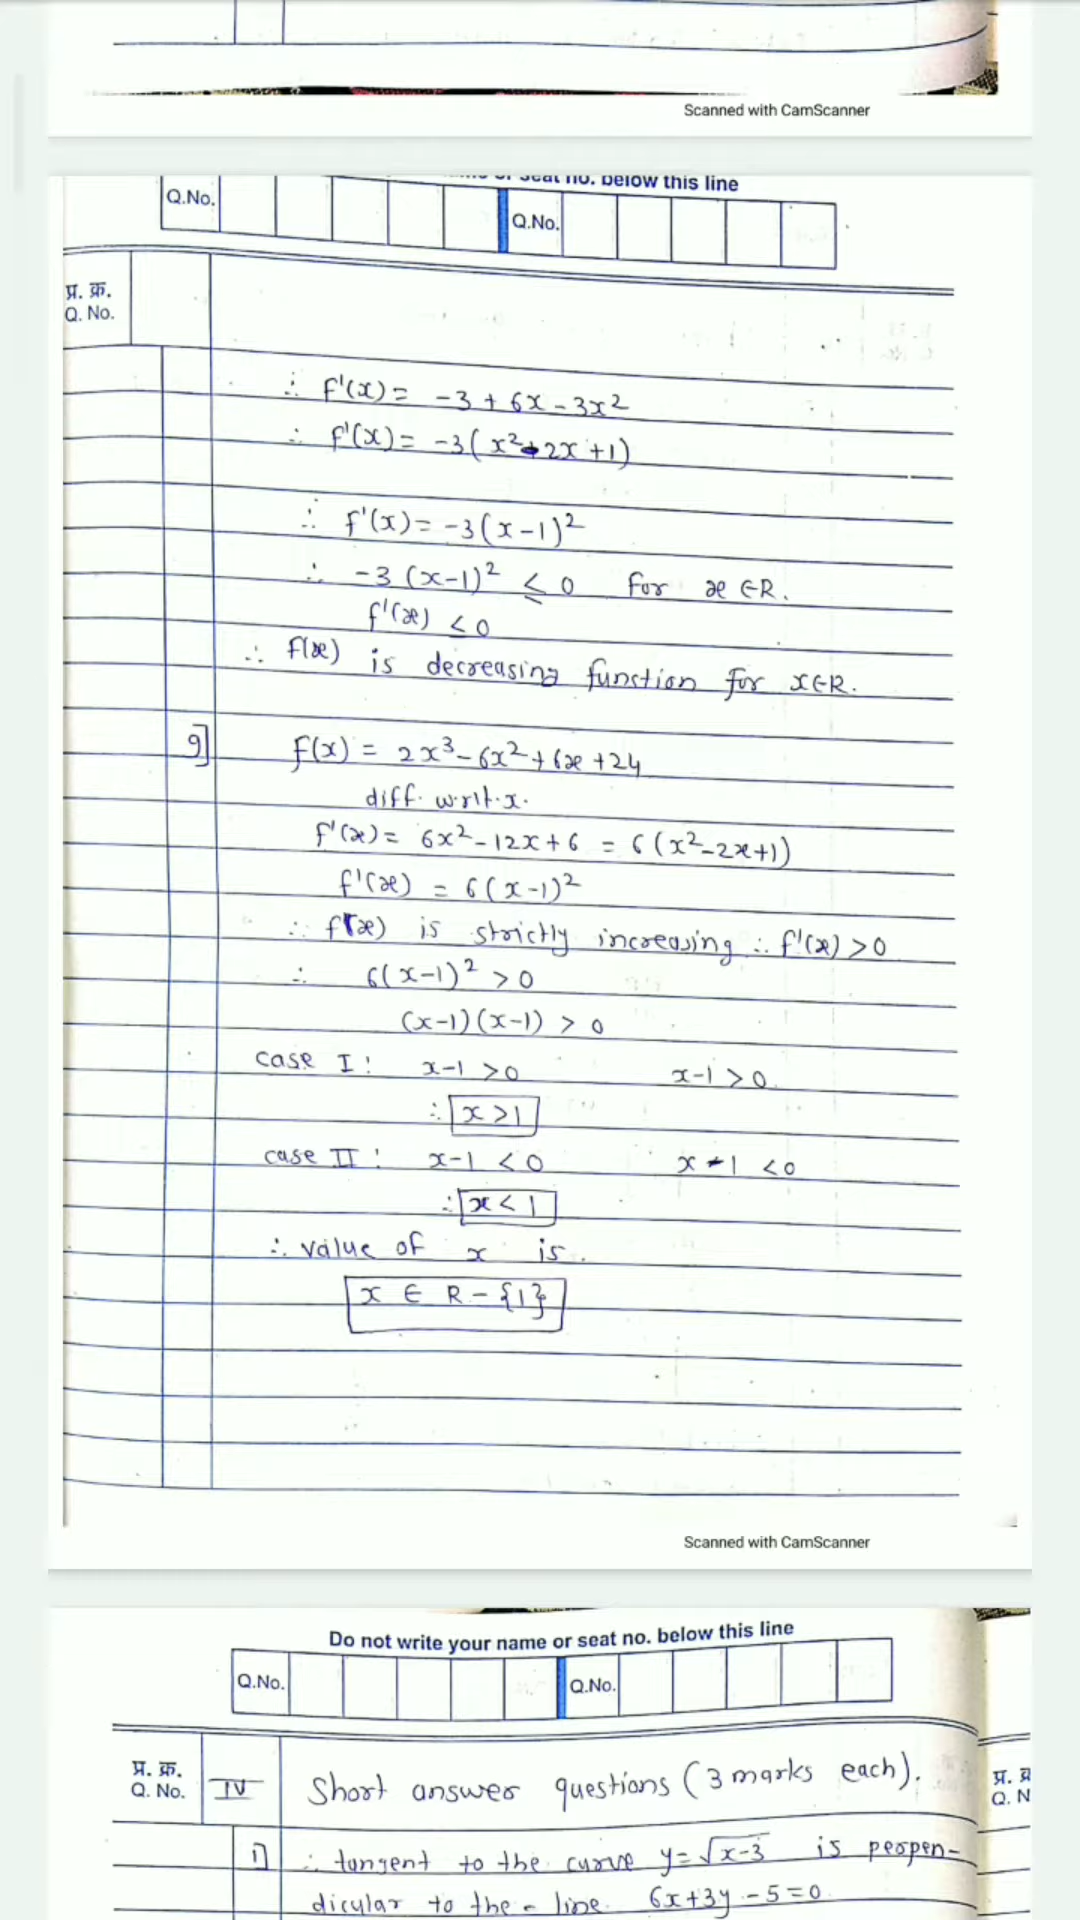 Scanned with CamScanner
seat no. below this line
Q.No. Q.No.
प्र. क्र.
Q. No.
∴ f'(x) = -3 + 6x - 3x²
∴ f'(x) = -3(x² - 2x + 1)
∴ f'(x) = -3(x-1)²
∴ -3(x-1)² ≤ 0 for x ∈ R.
f'(x) ≤ 0
∴ f(x) is decreasing function for x∈R.
9] f(x) = 2x³ - 6x² + 6x + 24
diff. w.r.t. x.
f'(x) = 6x² - 12x + 6 = 6(x² - 2x + 1)
f'(x) = 6(x-1)²
∴ f(x) is strictly increasing ∴ f'(x) > 0
∴ 6(x-1)² > 0
(x-1)(x-1) > 0
case I : x-1 > 0 x-1 > 0.
∴ x > 1
case II : x-1 < 0 x-1 < 0
∴ x < 1
∴ value of x is.
x ∈ R - {1}
Scanned with CamScanner
Do not write your name or seat no. below this line
Q.No. Q.No.
प्र. क्र.
Q. No. IV Short answer questions (3 marks each).
प्र.
Q. N
i] ∴ tangent to the curve y = √x-3 is perpen-
dicular to the line 6x + 3y - 5 = 0.